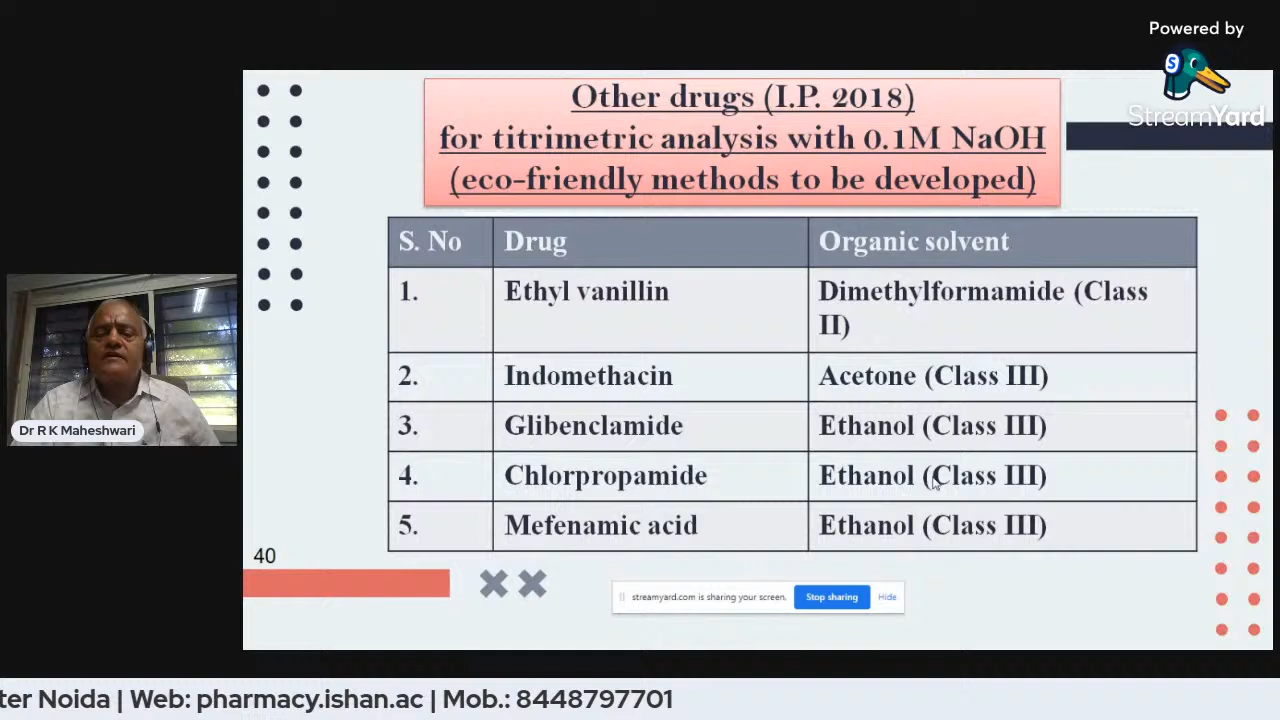 Powered by
StreamYard
Other drugs (I.P. 2018)
for titrimetric analysis with 0.1M NaOH
(eco-friendly methods to be developed)
S. No Drug Organic solvent
1. Ethyl vanillin Dimethylformamide (Class
II)
2. Indomethacin Acetone (Class III)
3. Glibenclamide Ethanol (Class III)
4. Chlorpropamide Ethanol (Class III)
5. Mefenamic acid Ethanol (Class III)
Dr R K Maheshwari
40
streamyard.com is sharing your screen. Stop sharing Hide
ter Noida | Web: pharmacy.ishan.ac | Mob.: 8448797701